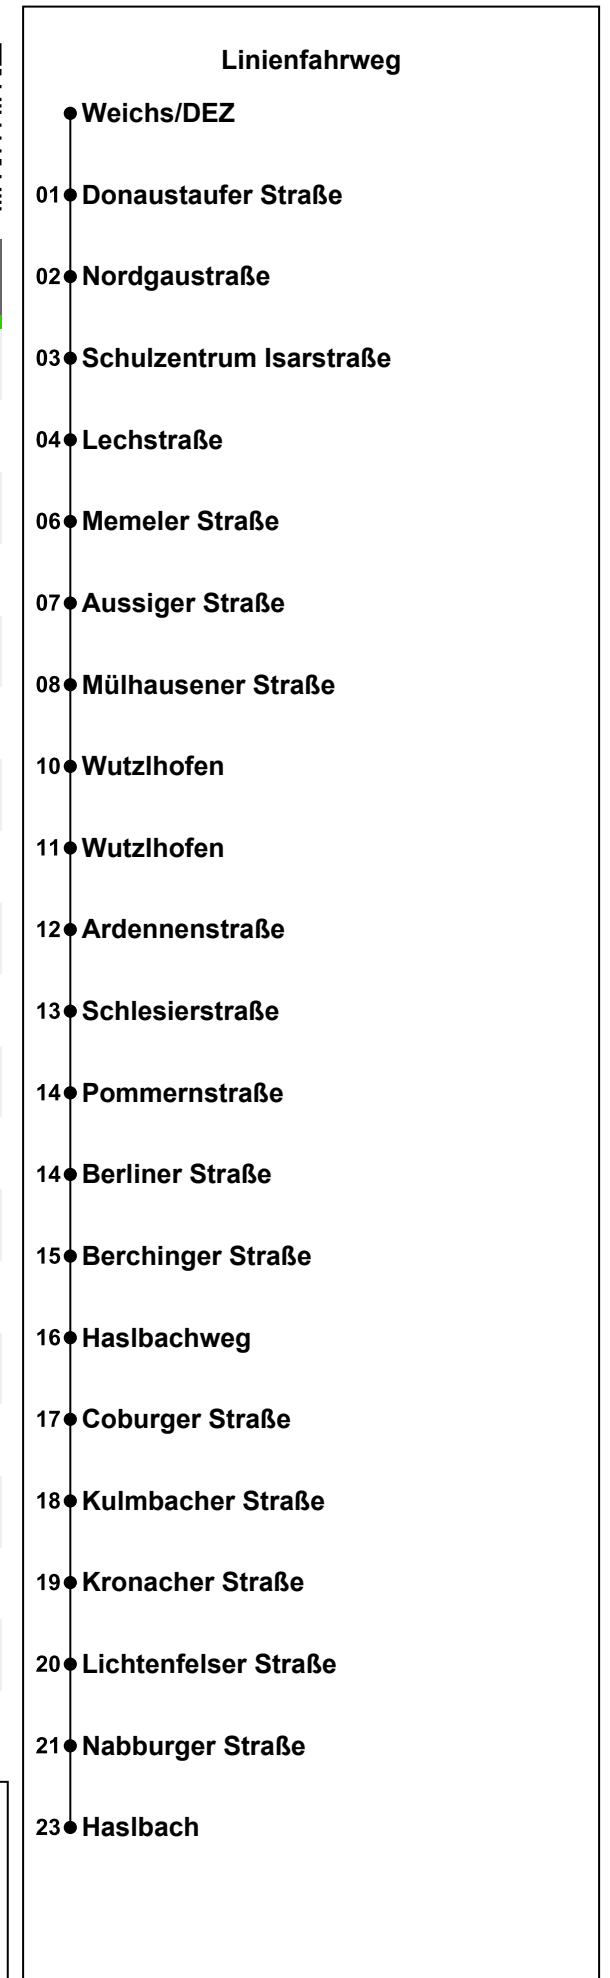 Linienfahrweg
Weichs/DEZ
01 Donaustaufer Straße
02 Nordgaustraße
03 Schulzentrum Isarstraße
04 Lechstraße
06 Memeler Straße
07 Aussiger Straße
08 Mülhausener Straße
10 Wutzlhofen
11 Wutzlhofen
12 Ardennenstraße
13 Schlesierstraße
14 Pommernstraße
14 Berliner Straße
15 Berchinger Straße
16 Haslbachweg
17 Coburger Straße
18 Kulmbacher Straße
19 Kronacher Straße
20 Lichtenfelser Straße
21 Nabburger Straße
23 Haslbach